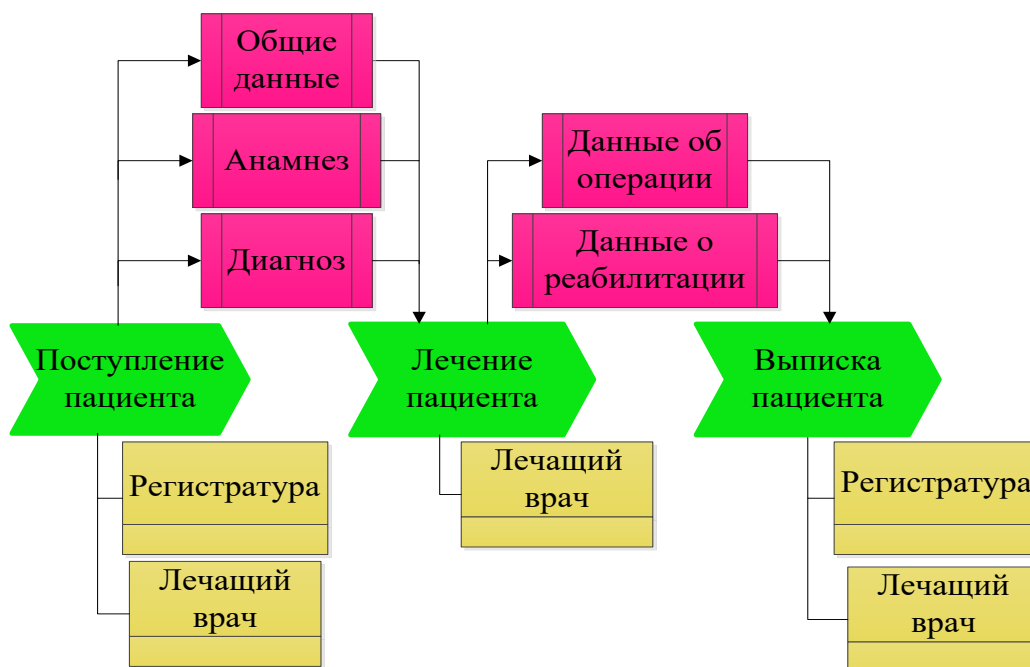 Общие
данные
Анамнез
Диагноз
Данные об
операции
Данные о
реабилитации
Поступление
пациента
Лечение
пациента
Выписка
пациента
Регистратура
Лечащий
врач
Лечащий
врач
Регистратура
Лечащий
врач